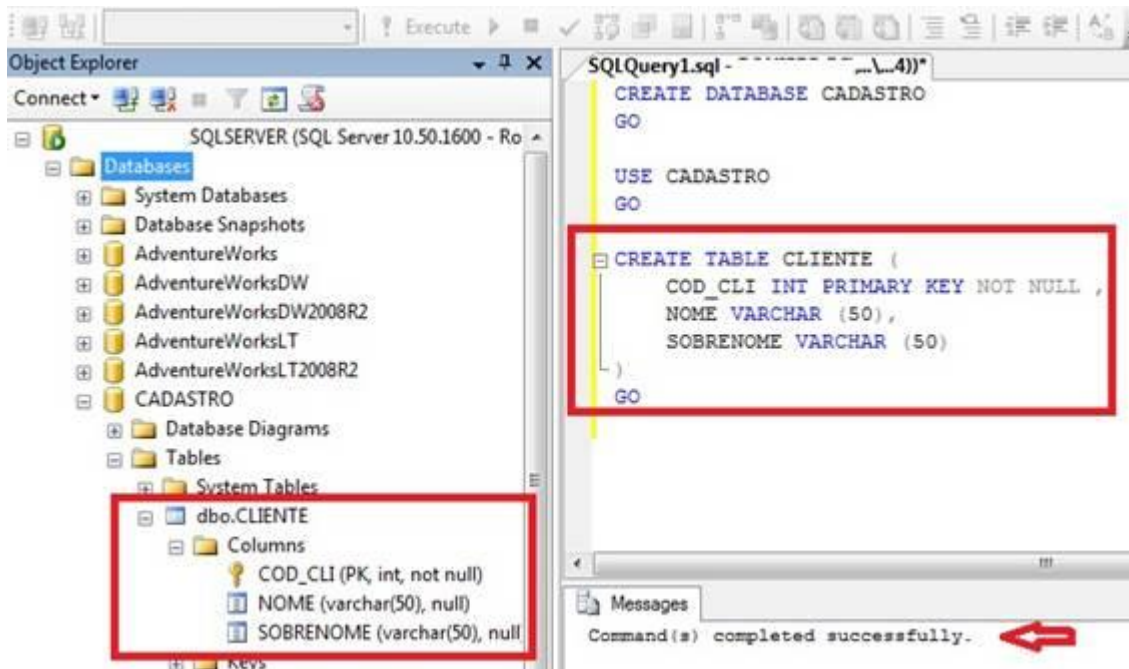 Execute
Object Explorer
Connect
SQLSERVER (SQL Server 10.50.1600 - Ro
Databases
System Databases
Database Snapshots
AdventureWorks
AdventureWorksDW
AdventureWorksDW2008R2
AdventureWorksLT
AdventureWorksLT2008R2
CADASTRO
Database Diagrams
Tables
System Tables
dbo.CLIENTE
Columns
COD_CLI (PK, int, not null)
NOME (varchar(50), null)
SOBRENOME (varchar(50), null
Keys
SQLQuery1.sql - ...\...4))*
CREATE DATABASE CADASTRO
GO
USE CADASTRO
GO
CREATE TABLE CLIENTE (
COD_CLI INT PRIMARY KEY NOT NULL ,
NOME VARCHAR (50),
SOBRENOME VARCHAR (50)
)
GO
Messages
Command(s) completed successfully.